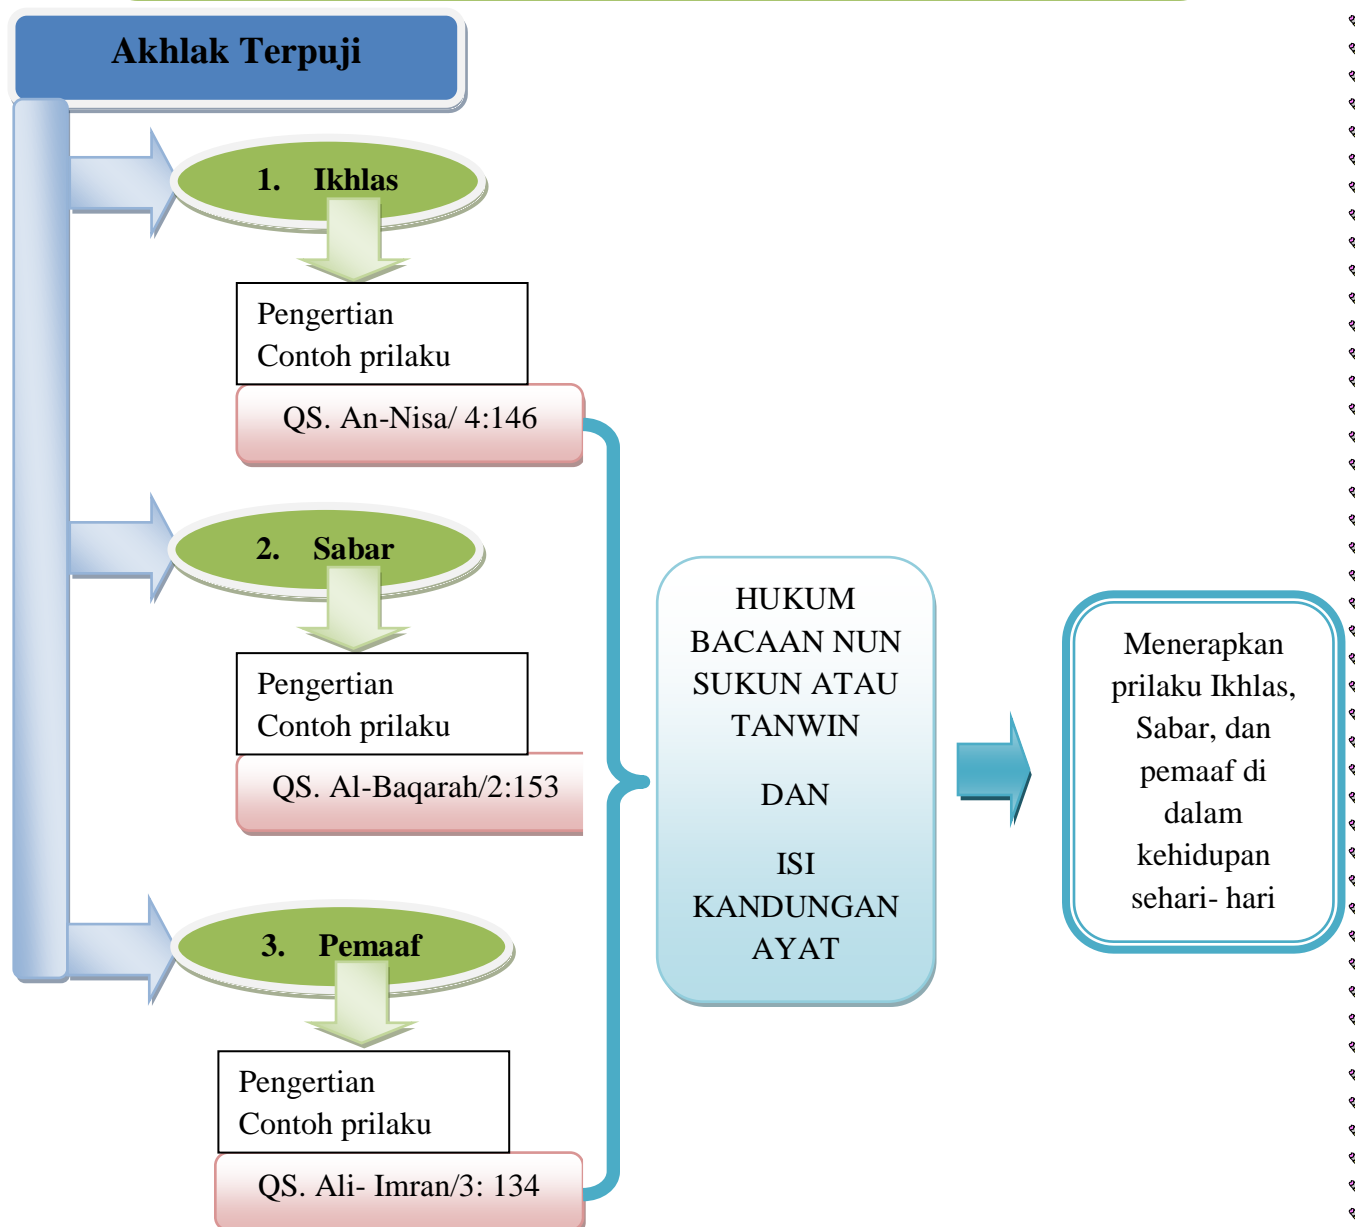 Akhlak Terpuji
1. Ikhlas
Pengertian
Contoh prilaku
QS. An-Nisa/ 4:146
2. Sabar
Pengertian
Contoh prilaku
QS. Al-Baqarah/2:153
3. Pemaaf
Pengertian
Contoh prilaku
QS. Ali- Imran/3: 134
HUKUM
BACAAN NUN
SUKUN ATAU
TANWIN
DAN
ISI
KANDUNGAN
AYAT
Menerapkan
prilaku Ikhlas,
Sabar, dan
pemaaf di
dalam
kehidupan
sehari- hari